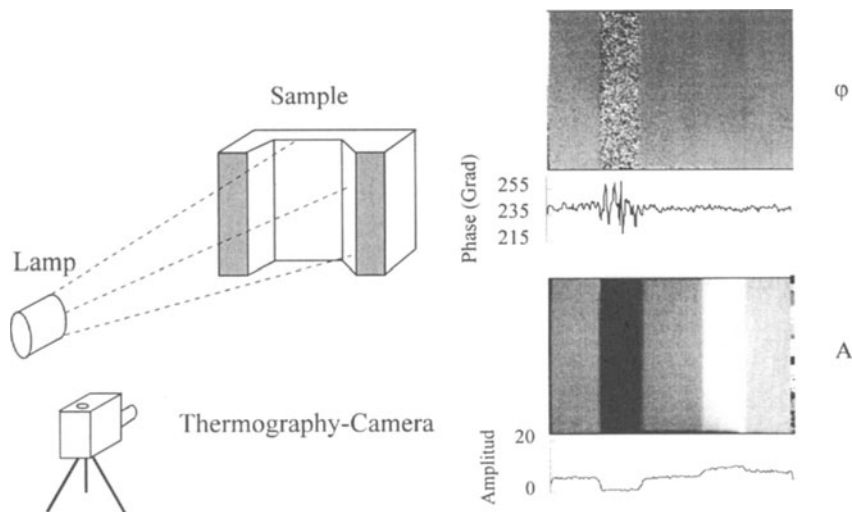 Sample
Lamp
Thermography-Camera
φ
Phase (Grad)
255
235
215
A
Amplitud
20
0